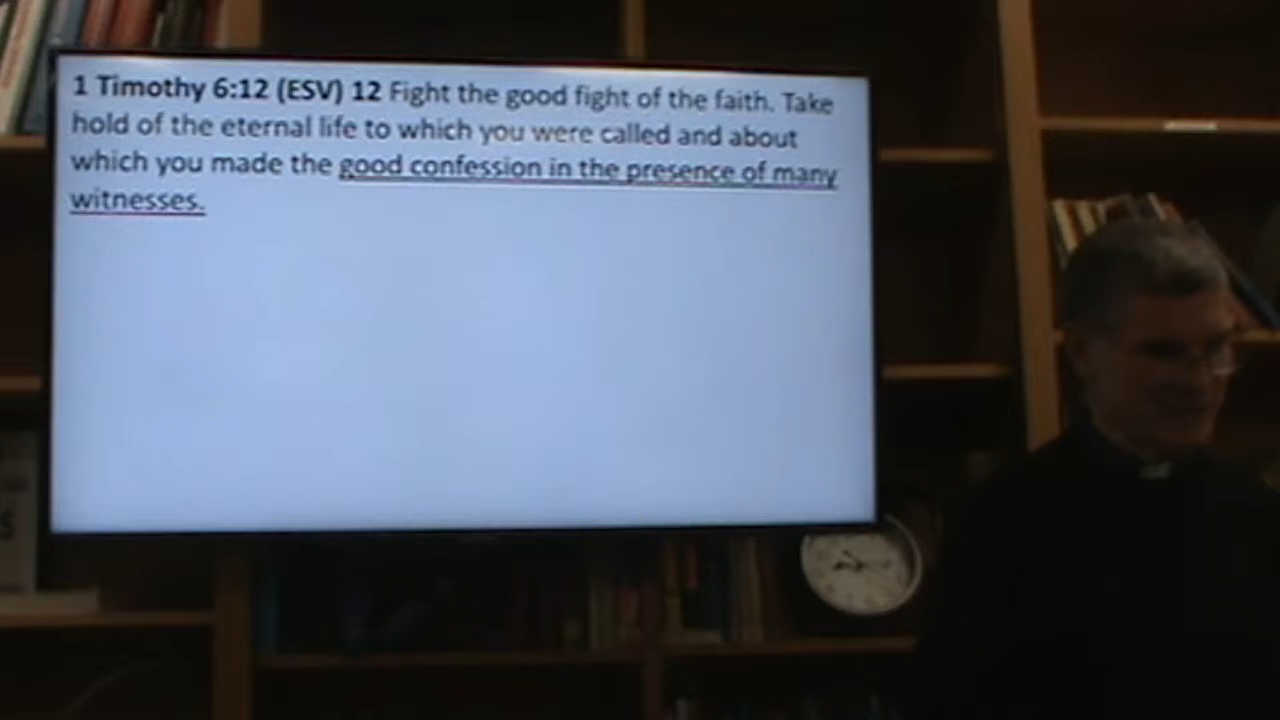 1 Timothy 6:12 (ESV) 12 Fight the good fight of the faith. Take
hold of the eternal life to which you were called and about
which you made the good confession in the presence of many
witnesses.